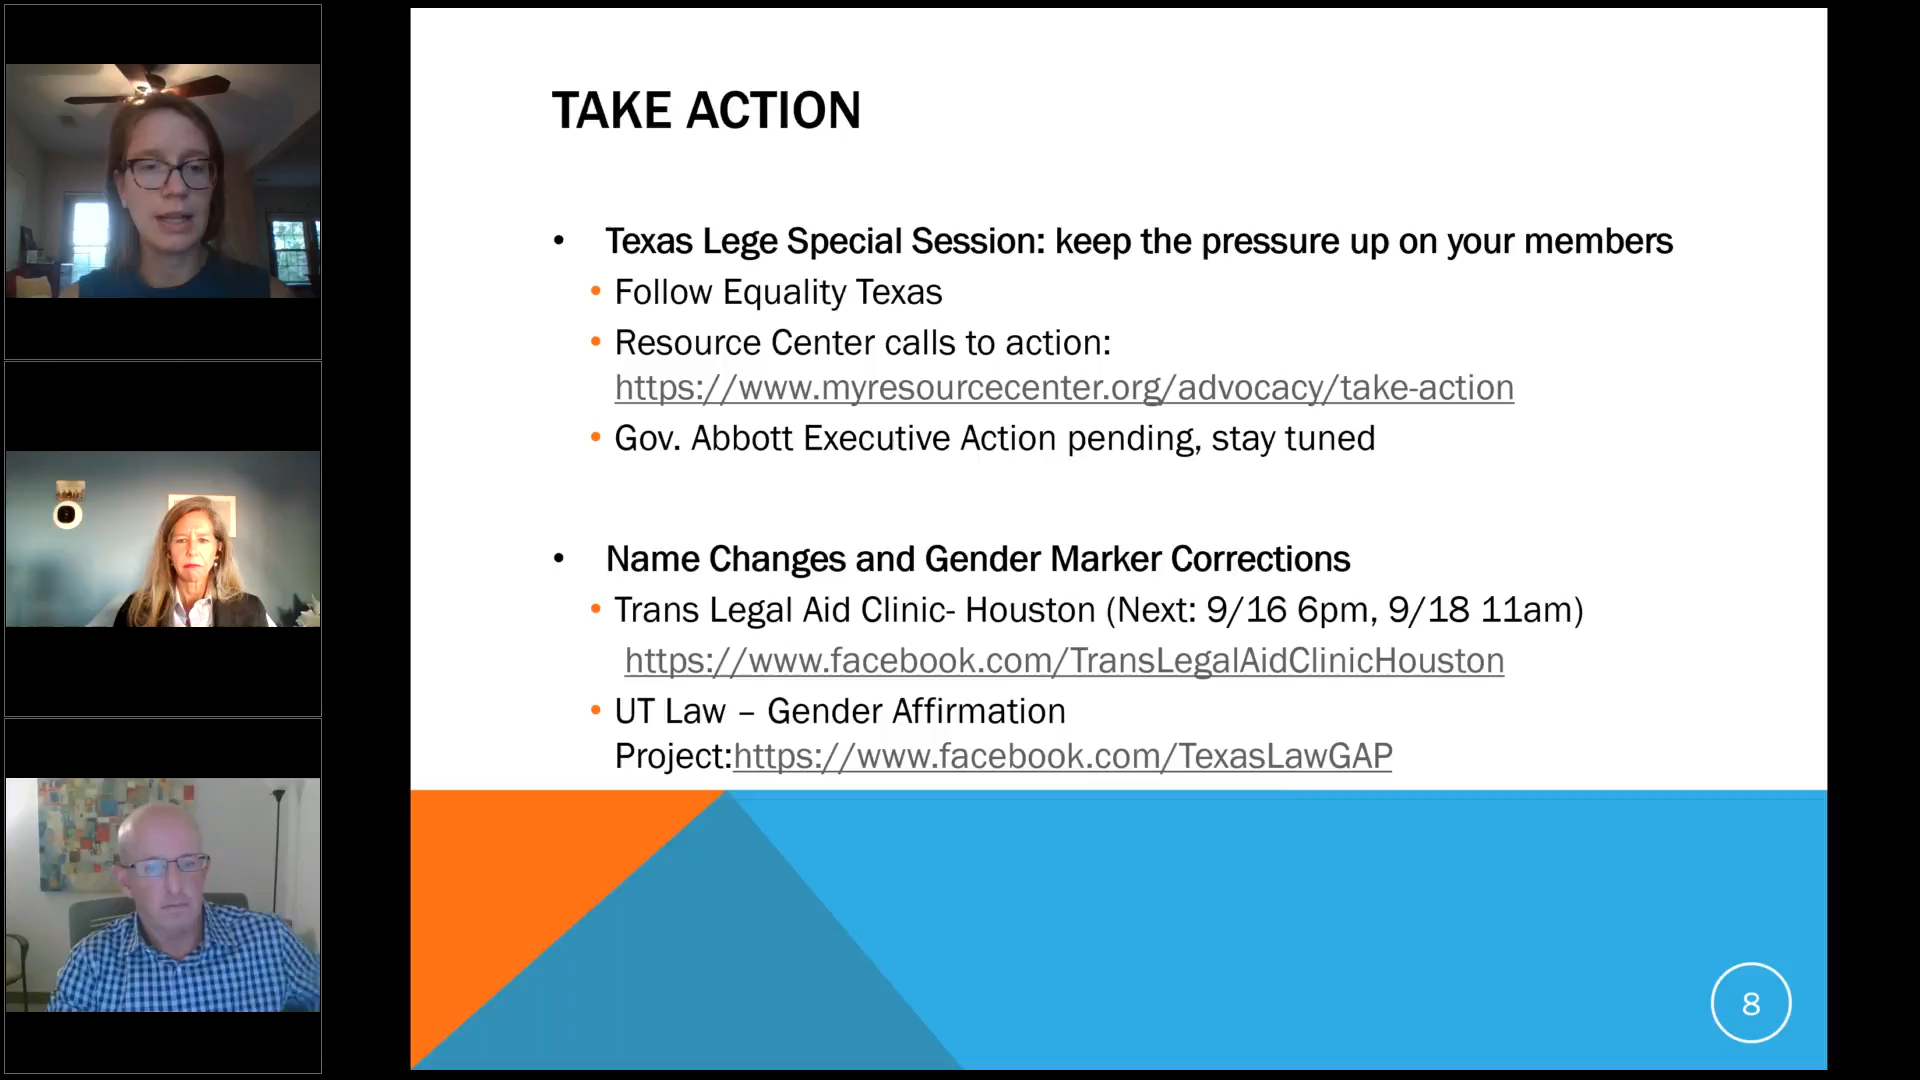 TAKE ACTION
• Texas Lege Special Session: keep the pressure up on your members
• Follow Equality Texas
• Resource Center calls to action:
https://www.myresourcecenter.org/advocacy/take-action
• Gov. Abbott Executive Action pending, stay tuned
• Name Changes and Gender Marker Corrections
• Trans Legal Aid Clinic- Houston (Next: 9/16 6pm, 9/18 11am)
https://www.facebook.com/TransLegalAidClinicHouston
• UT Law – Gender Affirmation
Project:https://www.facebook.com/TexasLawGAP
8